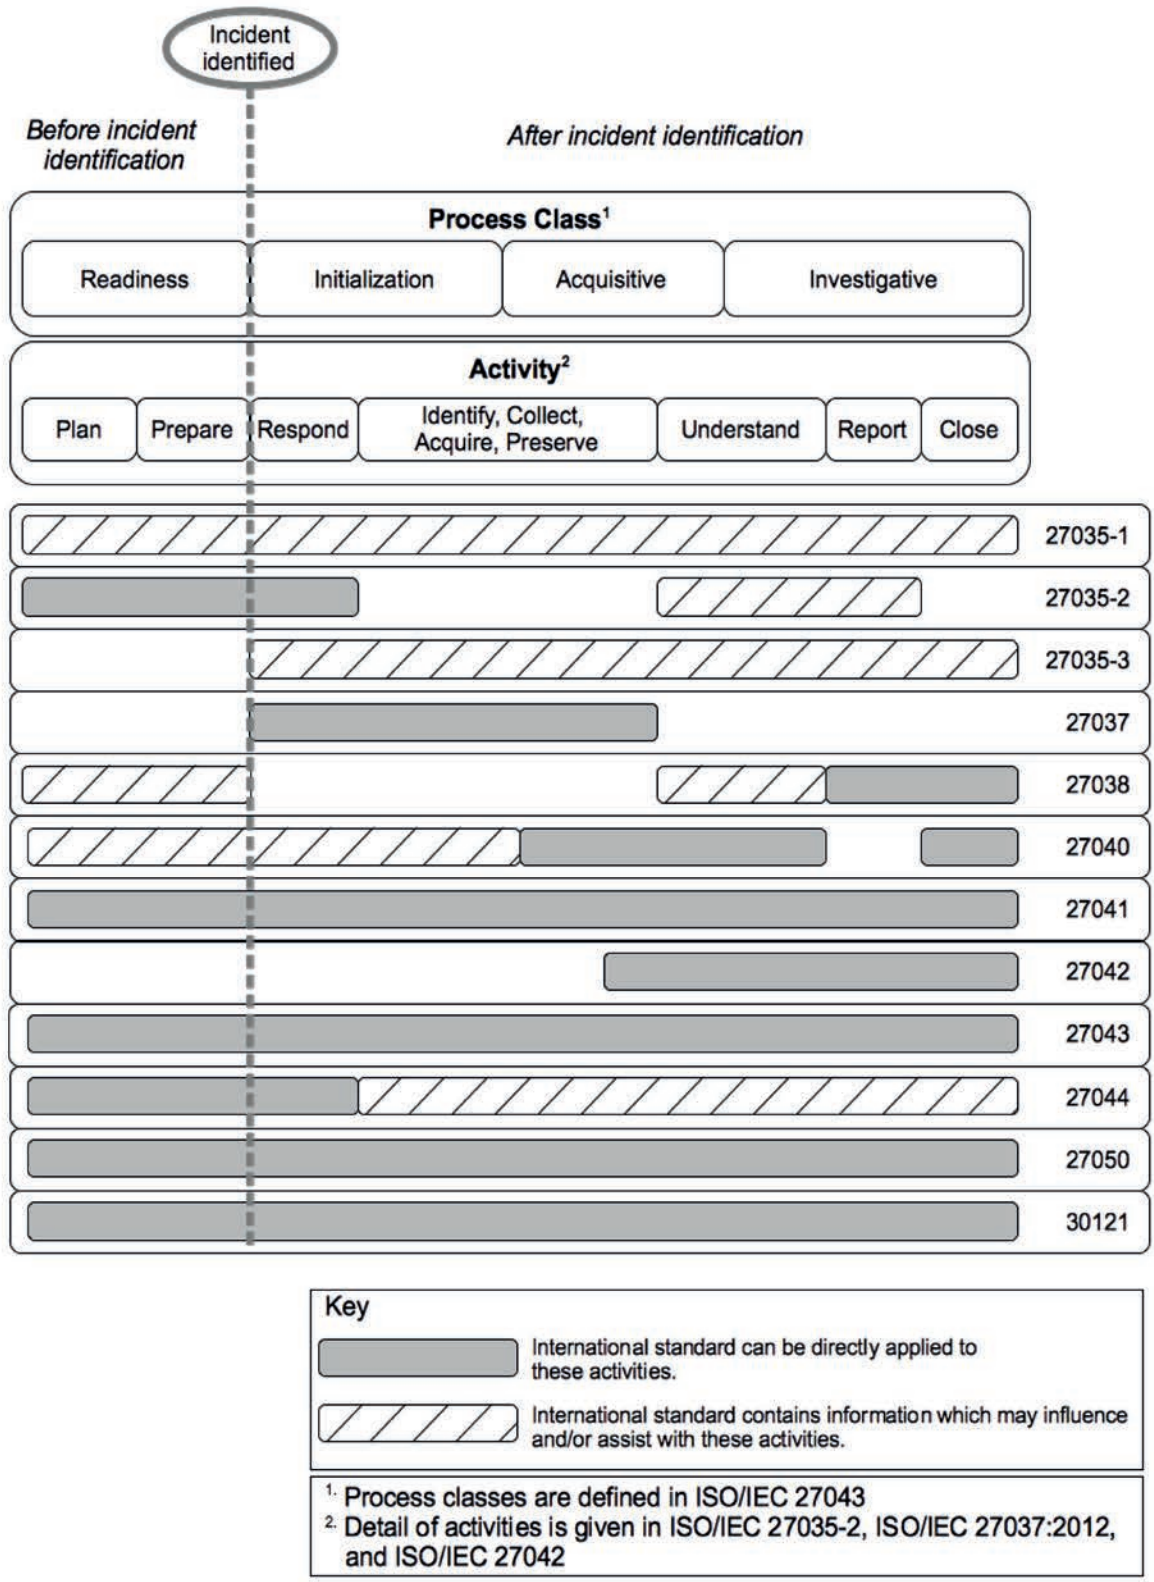 Incident
identified
Before incident
identification
After incident identification
Process Class1
Readiness
Initialization
Acquisitive
Investigative
Activity2
Plan
Prepare
Respond
Identify, Collect,
Acquire, Preserve
Understand
Report
Close
27035-1
27035-2
27035-3
27037
27038
27040
27041
27042
27043
27044
27050
30121
Key
International standard can be directly applied to
these activities.
International standard contains information which may influence
and/or assist with these activities.
1. Process classes are defined in ISO/IEC 27043
2. Detail of activities is given in ISO/IEC 27035-2, ISO/IEC 27037:2012,
and ISO/IEC 27042